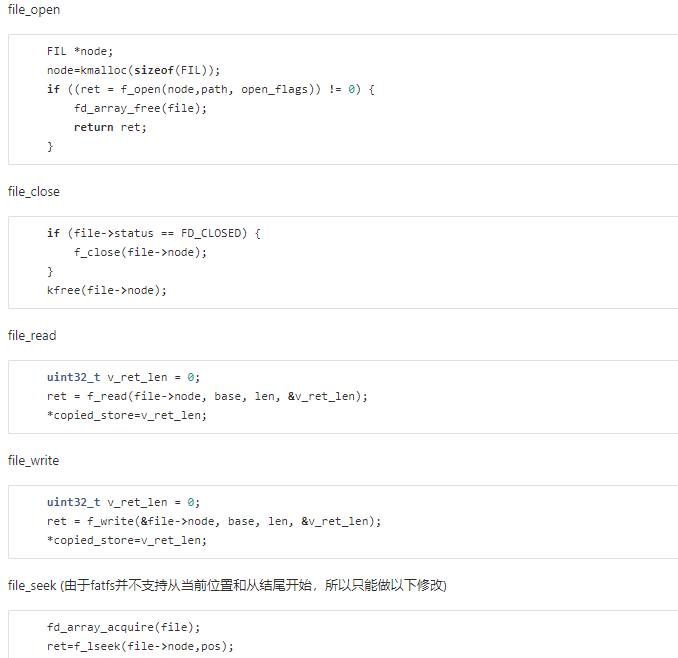 file_open
FIL *node;
node=kmalloc(sizeof(FIL));
if ((ret = f_open(node,path, open_flags)) != 0) {
fd_array_free(file);
return ret;
}
file_close
if (file->status == FD_CLOSED) {
f_close(file->node);
}
kfree(file->node);
file_read
uint32_t v_ret_len = 0;
ret = f_read(file->node, base, len, &v_ret_len);
*copied_store=v_ret_len;
file_write
uint32_t v_ret_len = 0;
ret = f_write(&file->node, base, len, &v_ret_len);
*copied_store=v_ret_len;
file_seek (由于fatfs并不支持从当前位置和从结尾开始，所以只能做以下修改)
fd_array_acquire(file);
ret=f_lseek(file->node,pos);